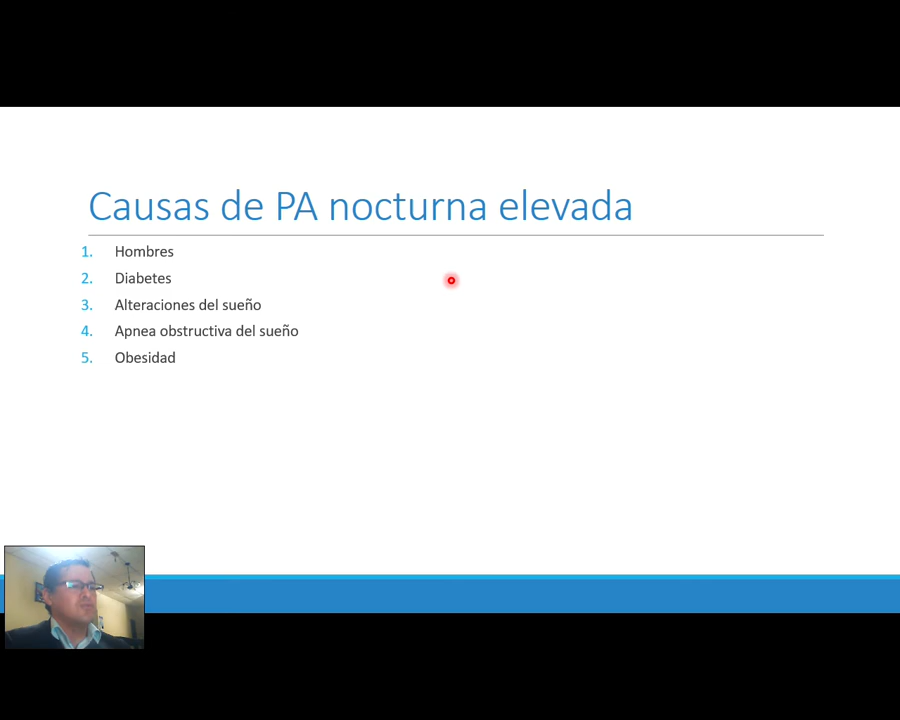 Causas de PA nocturna elevada
1. Hombres
2. Diabetes
3. Alteraciones del sueño
4. Apnea obstructiva del sueño
5. Obesidad